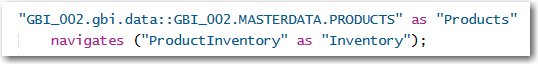 "GBI_002.gbi.data::GBI_002.MASTERDATA.PRODUCTS" as "Products"
navigates ("ProductInventory" as "Inventory");